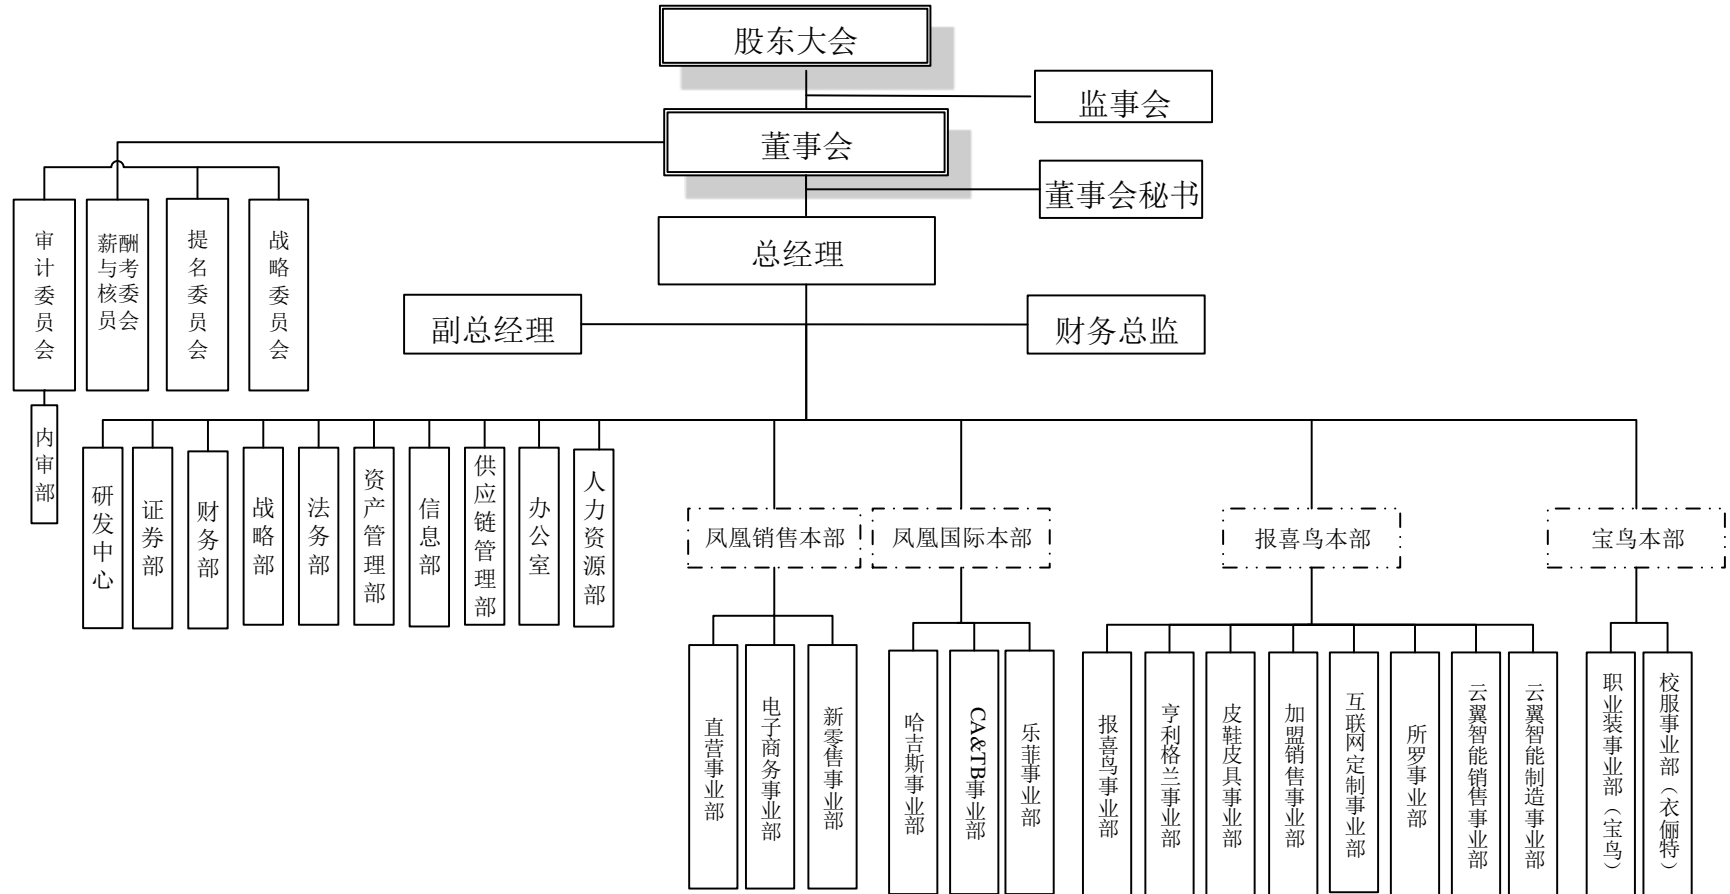 股东大会
监事会
董事会
董事会秘书
总经理
副总经理
财务总监
审计委员会
薪酬与考核委员会
提名委员会
战略委员会
内审部
研发中心
证券部
财务部
战略部
法务部
资产管理部
信息部
供应链管理部
办公室
人力资源部
凤凰销售本部
凤凰国际本部
报喜鸟本部
宝鸟本部
直营事业部
电子商务事业部
新零售事业部
哈吉斯事业部
CA&TB事业部
乐菲事业部
报喜鸟事业部
亨利格兰事业部
皮鞋皮具事业部
加盟销售事业部
互联网定制事业部
所罗事业部
云翼智能销售事业部
云翼智能制造事业部
职业装事业部（宝鸟）
校服事业部（衣俪特）